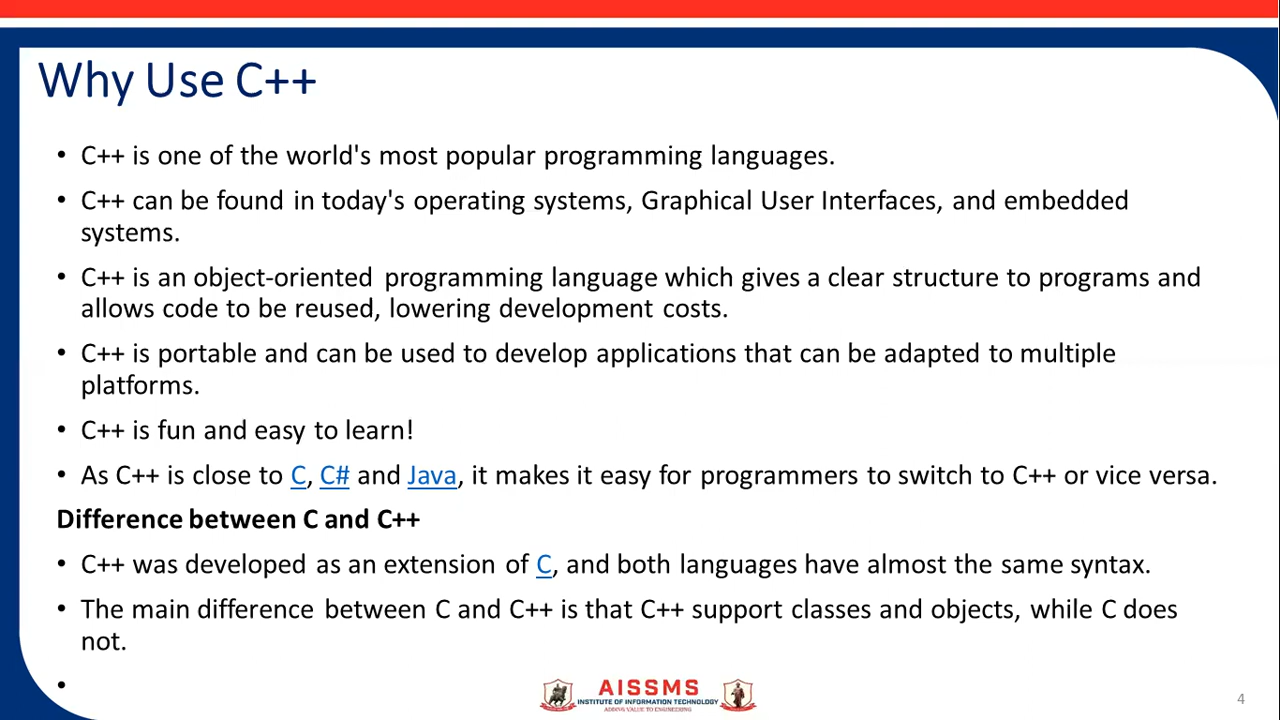 Why Use C++
• C++ is one of the world's most popular programming languages.
• C++ can be found in today's operating systems, Graphical User Interfaces, and embedded
systems.
• C++ is an object-oriented programming language which gives a clear structure to programs and
allows code to be reused, lowering development costs.
• C++ is portable and can be used to develop applications that can be adapted to multiple
platforms.
• C++ is fun and easy to learn!
• As C++ is close to C, C# and Java, it makes it easy for programmers to switch to C++ or vice versa.
Difference between C and C++
• C++ was developed as an extension of C, and both languages have almost the same syntax.
• The main difference between C and C++ is that C++ support classes and objects, while C does
not.
•
AISSMS
INSTITUTE OF INFORMATION TECHNOLOGY
ADDING VALUE TO ENGINEERING
4